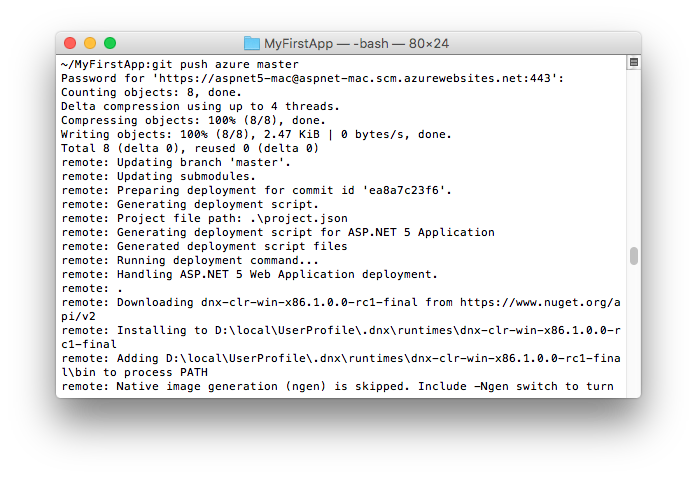 MyFirstApp — -bash — 80×24
~/MyFirstApp:git push azure master
Password for 'https://aspnet5-mac@aspnet-mac.scm.azurewebsites.net:443':
Counting objects: 8, done.
Delta compression using up to 4 threads.
Compressing objects: 100% (8/8), done.
Writing objects: 100% (8/8), 2.47 KiB | 0 bytes/s, done.
Total 8 (delta 0), reused 0 (delta 0)
remote: Updating branch 'master'.
remote: Updating submodules.
remote: Preparing deployment for commit id 'ea8a7c23f6'.
remote: Generating deployment script.
remote: Project file path: .\project.json
remote: Generating deployment script for ASP.NET 5 Application
remote: Generated deployment script files
remote: Running deployment command...
remote: Handling ASP.NET 5 Web Application deployment.
remote: .
remote: Downloading dnx-clr-win-x86.1.0.0-rc1-final from https://www.nuget.org/a
pi/v2
remote: Installing to D:\local\UserProfile\.dnx\runtimes\dnx-clr-win-x86.1.0.0-r
c1-final
remote: Adding D:\local\UserProfile\.dnx\runtimes\dnx-clr-win-x86.1.0.0-rc1-fina
l\bin to process PATH
remote: Native image generation (ngen) is skipped. Include -Ngen switch to turn